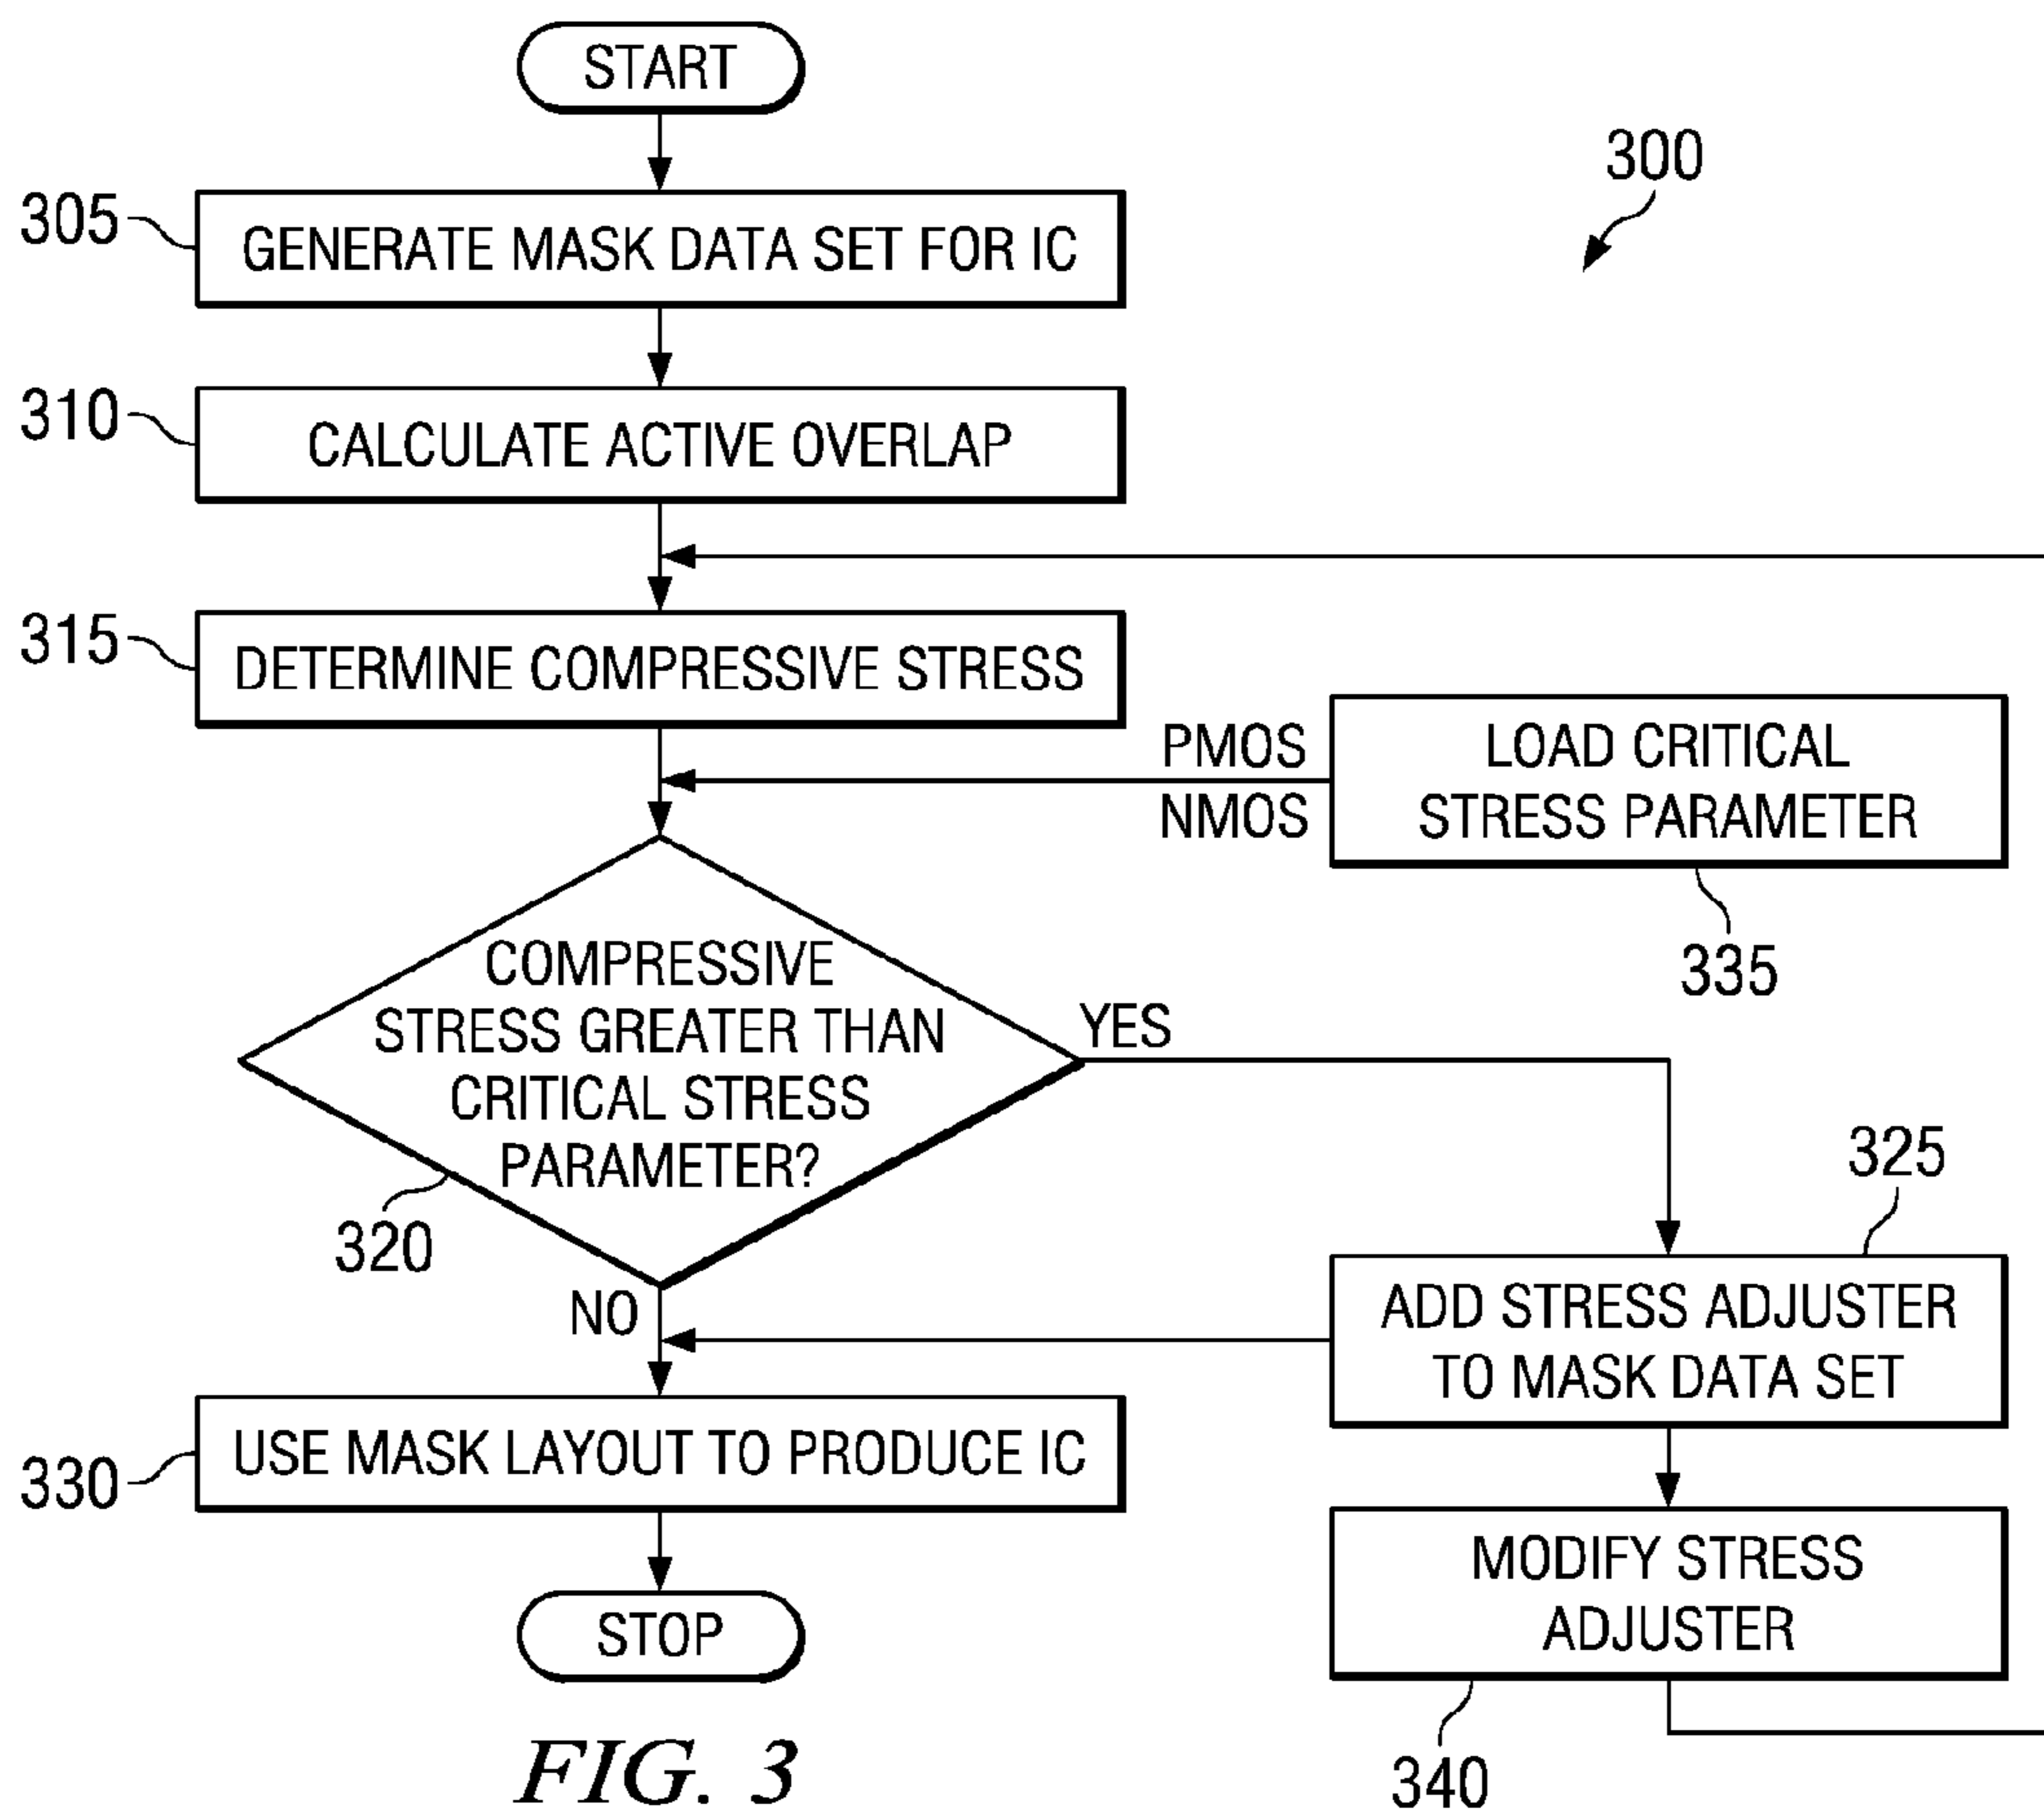 START
300
305
GENERATE MASK DATA SET FOR IC
310
CALCULATE ACTIVE OVERLAP
315
DETERMINE COMPRESSIVE STRESS
PMOS
NMOS
LOAD CRITICAL
STRESS PARAMETER
335
COMPRESSIVE
STRESS GREATER THAN
CRITICAL STRESS
PARAMETER?
320
YES
NO
325
ADD STRESS ADJUSTER
TO MASK DATA SET
330
USE MASK LAYOUT TO PRODUCE IC
MODIFY STRESS
ADJUSTER
340
STOP
FIG. 3